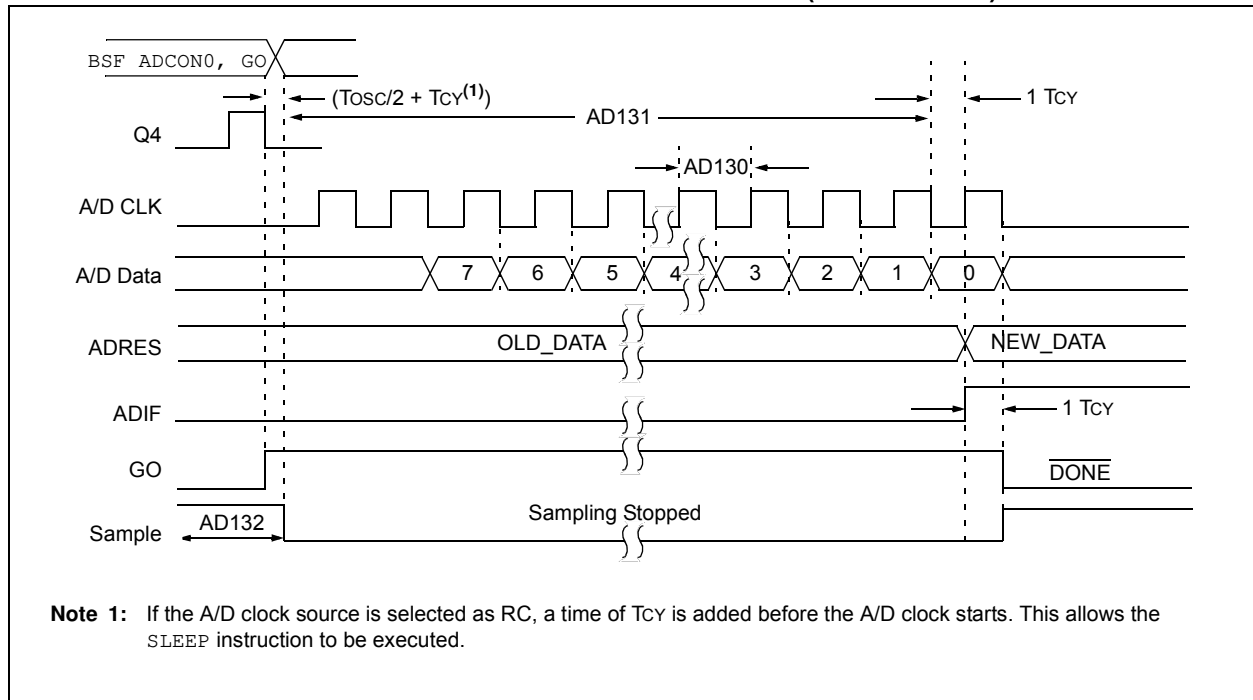 BSF ADCON0, GO
(TOSC/2 + TCY(1))
1 TCY
AD131
Q4
AD130
A/D CLK
A/D Data
7 6 5 4 3 2 1 0
ADRES
OLD_DATA
NEW_DATA
ADIF
1 TCY
GO
DONE
Sample
AD132
Sampling Stopped
Note 1: If the A/D clock source is selected as RC, a time of TCY is added before the A/D clock starts. This allows the
SLEEP instruction to be executed.